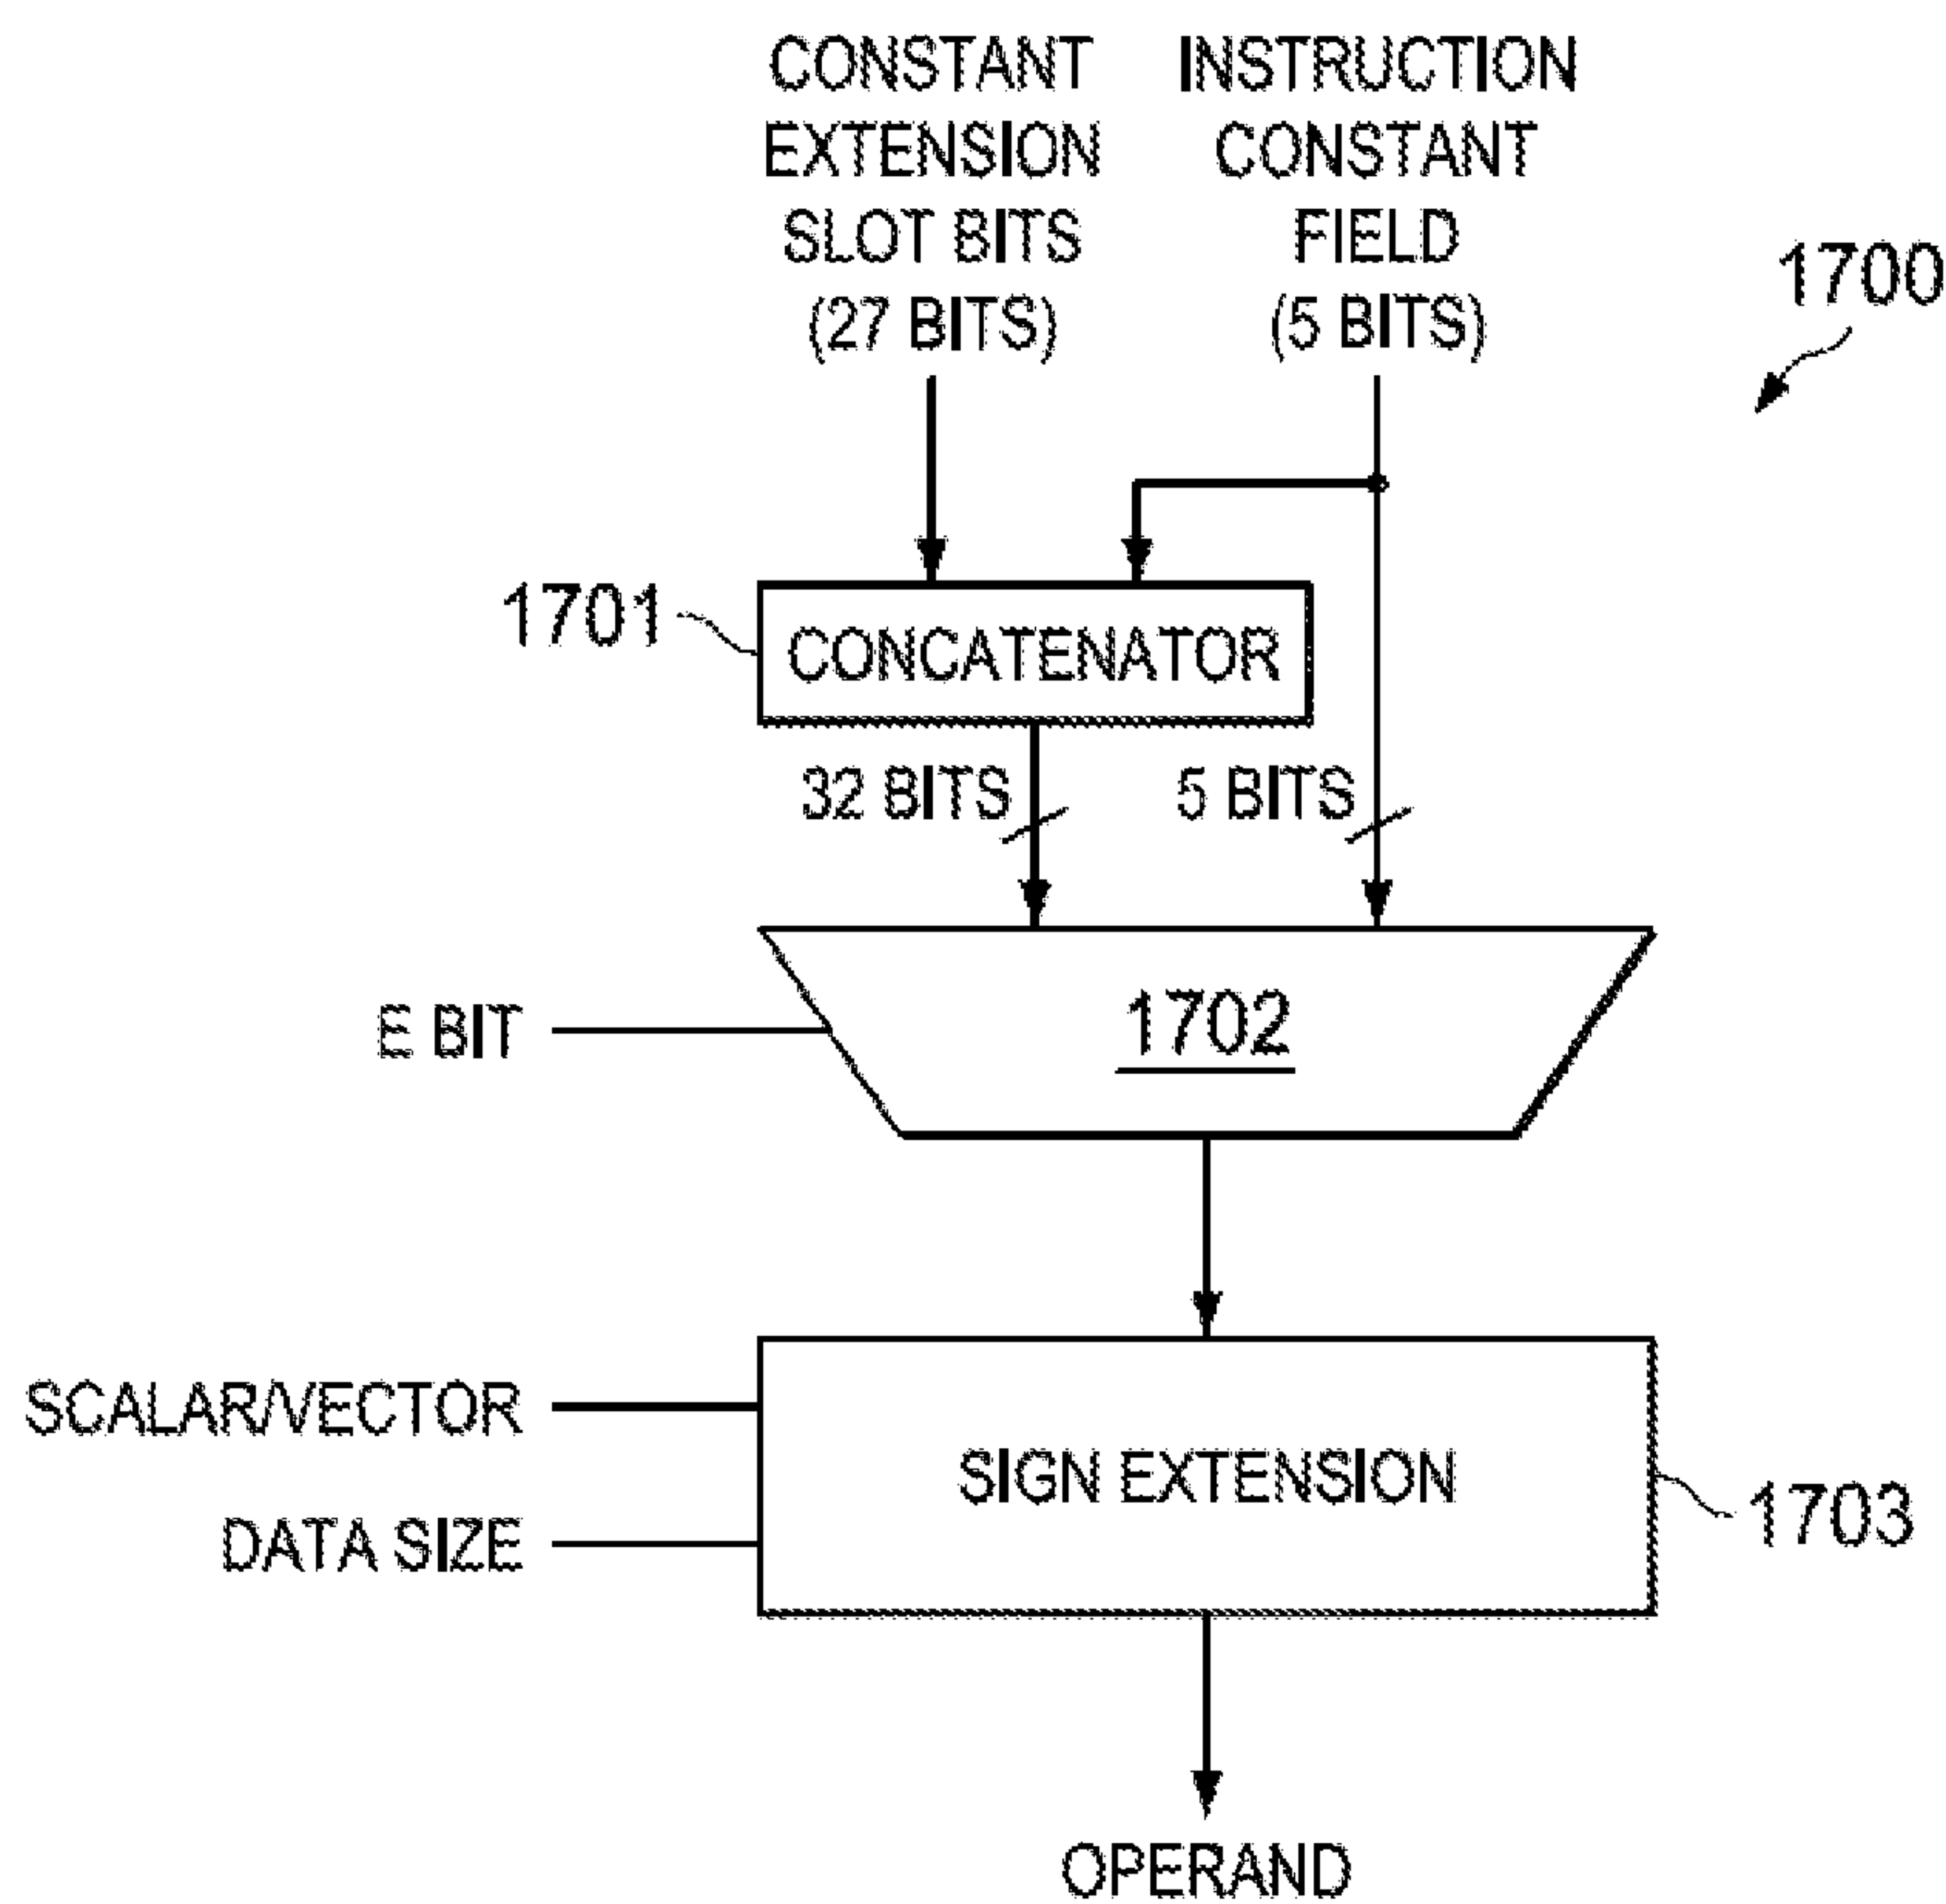 CONSTANT
EXTENSION
SLOT BITS
(27 BITS)
INSTRUCTION
CONSTANT
FIELD
(5 BITS)
1700
1701
CONCATENATOR
32 BITS
5 BITS
E BIT
1702
SCALAR/VECTOR
SIGN EXTENSION
DATA SIZE
1703
OPERAND